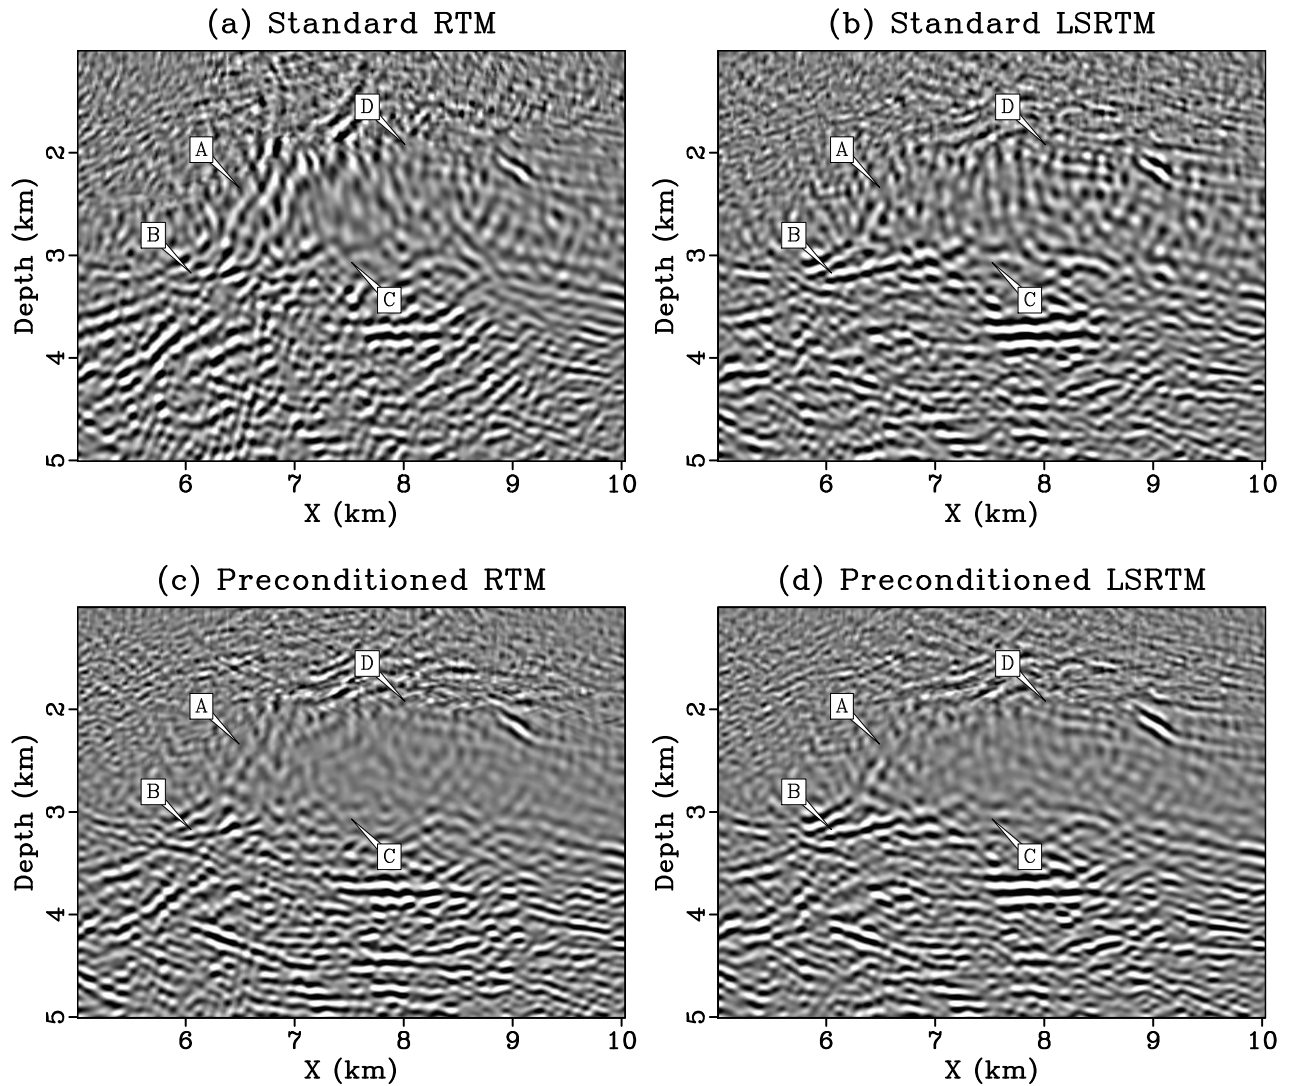 (a) Standard RTM
(b) Standard LSRTM
D
D
A
A
2
2
B
B
3
3
C
C
4
4
5
5
Depth (km)
Depth (km)
6 7 8 9 10
6 7 8 9 10
X (km)
X (km)
(c) Preconditioned RTM
(d) Preconditioned LSRTM
D
D
A
A
2
2
B
B
3
3
C
C
4
4
5
5
Depth (km)
Depth (km)
6 7 8 9 10
6 7 8 9 10
X (km)
X (km)